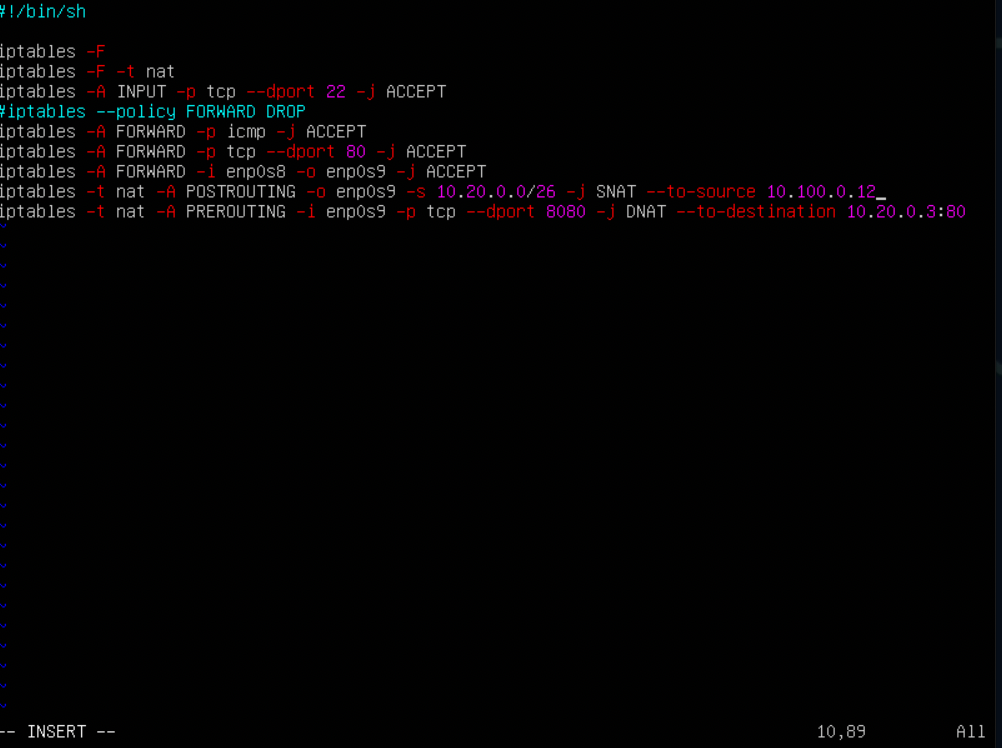 #!/bin/sh
iptables -F
iptables -F -t nat
iptables -A INPUT -p tcp --dport 22 -j ACCEPT
#iptables --policy FORWARD DROP
iptables -A FORWARD -p icmp -j ACCEPT
iptables -A FORWARD -p tcp --dport 80 -j ACCEPT
iptables -A FORWARD -i enp0s8 -o enp0s9 -j ACCEPT
iptables -t nat -A POSTROUTING -o enp0s9 -s 10.20.0.0/26 -j SNAT --to-source 10.100.0.12
iptables -t nat -A PREROUTING -i enp0s9 -p tcp --dport 8080 -j DNAT --to-destination 10.20.0.3:80
-- INSERT -- 10,89 All